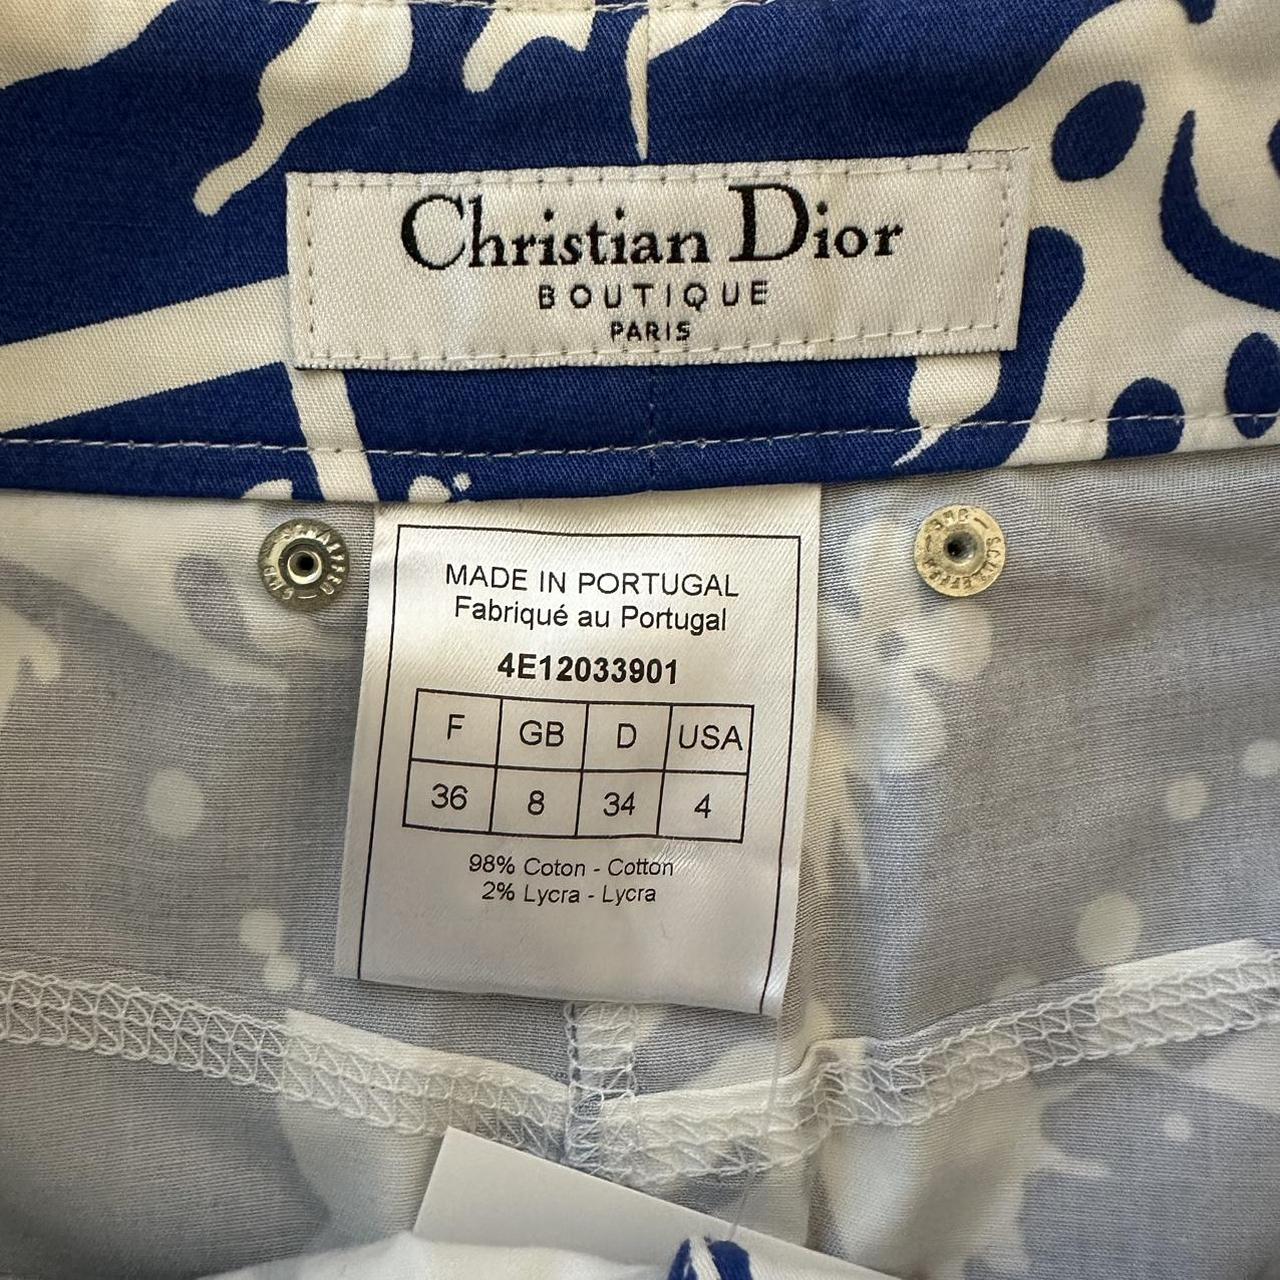 Christian Dior
BOUTIQUE
PARIS
MADE IN PORTUGAL
Fabriqué au Portugal
4E12033901
F GB D USA
36 8 34 4
98% Coton - Cotton
2% Lycra - Lycra